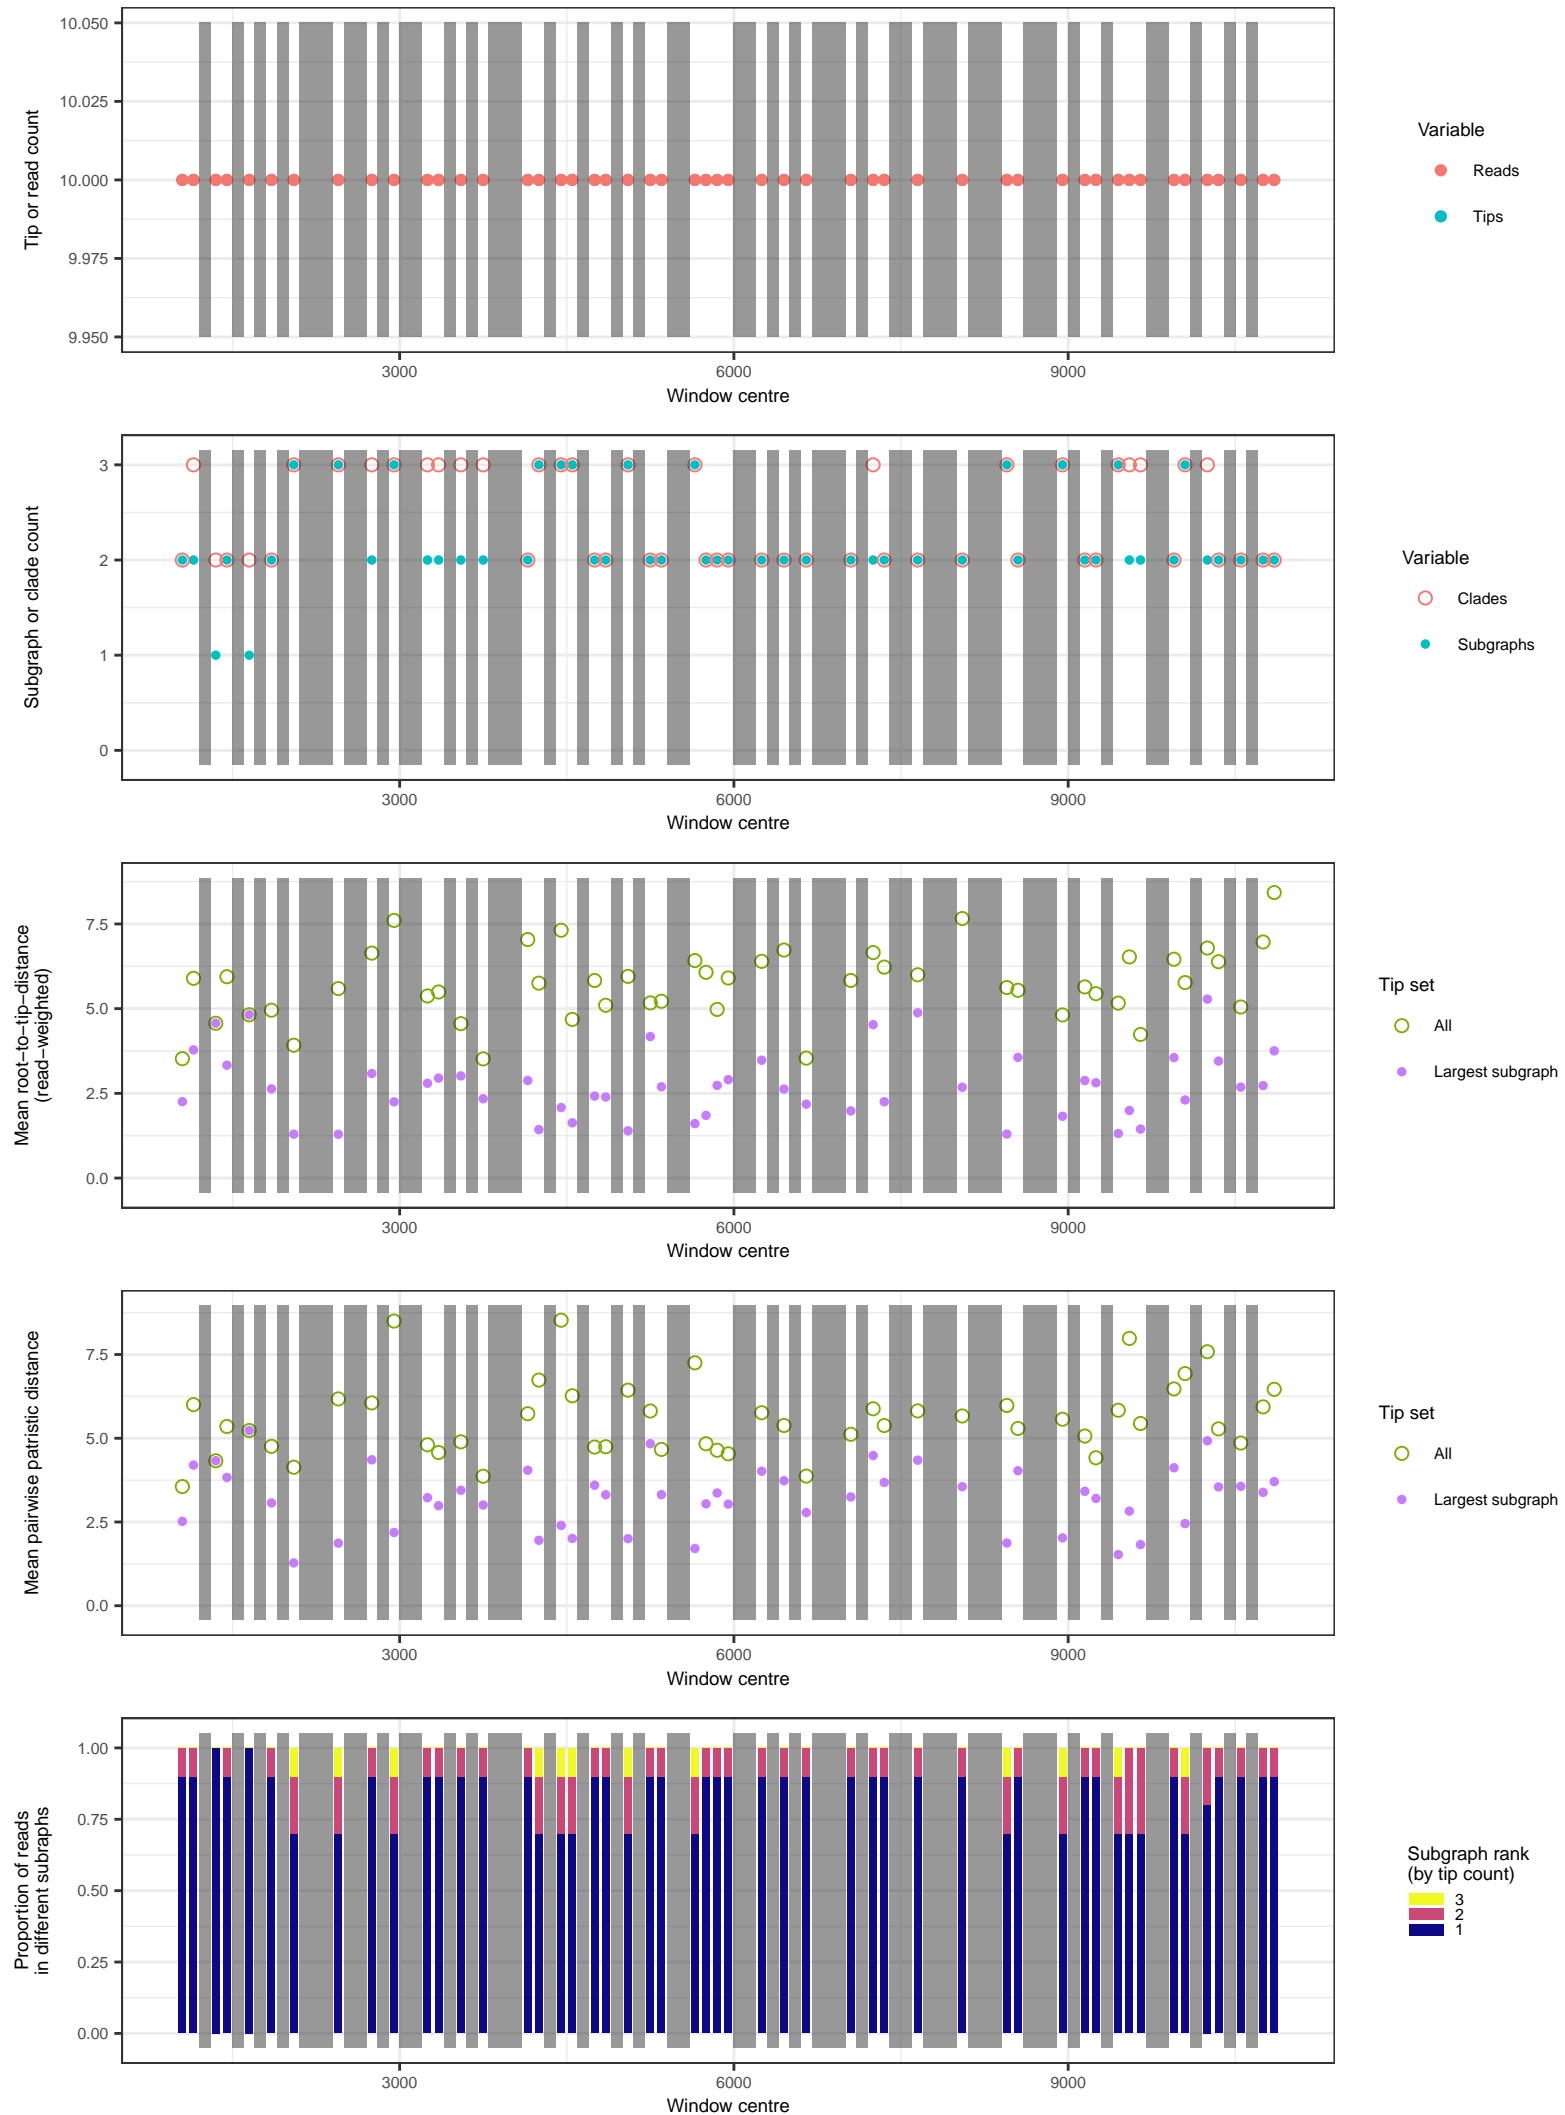 10.050
10.025
10.000
9.975
9.950
Tip or read count
3000
6000
9000
Window centre
Variable
Reads
Tips
3
2
1
0
Subgraph or clade count
3000
6000
9000
Window centre
Variable
Clades
Subgraphs
7.5
5.0
2.5
0.0
Mean root−to−tip−distance
(read−weighted)
3000
6000
9000
Window centre
Tip set
All
Largest subgraph
7.5
5.0
2.5
0.0
Mean pairwise patristic distance
3000
6000
9000
Window centre
Tip set
All
Largest subgraph
1.00
0.75
0.50
0.25
0.00
Proportion of reads
in different subraphs
3000
6000
9000
Window centre
Subgraph rank
(by tip count)
3
2
1